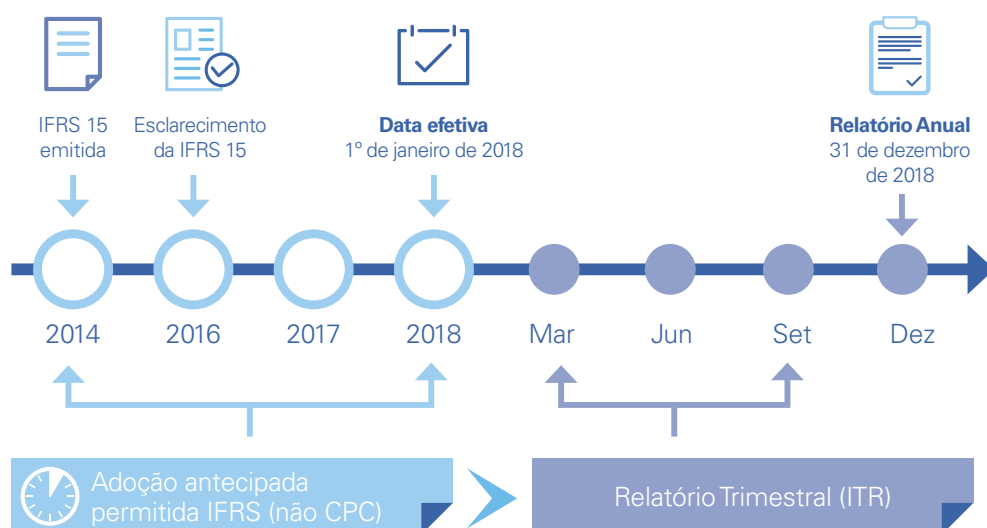 IFRS 15
emitida
Esclarecimento
da IFRS 15
Data efetiva
1º de janeiro de 2018
Relatório Anual
31 de dezembro
de 2018
2014
2016
2017
2018
Mar
Jun
Set
Dez
Adoção antecipada
permitida IFRS (não CPC)
Relatório Trimestral (ITR)